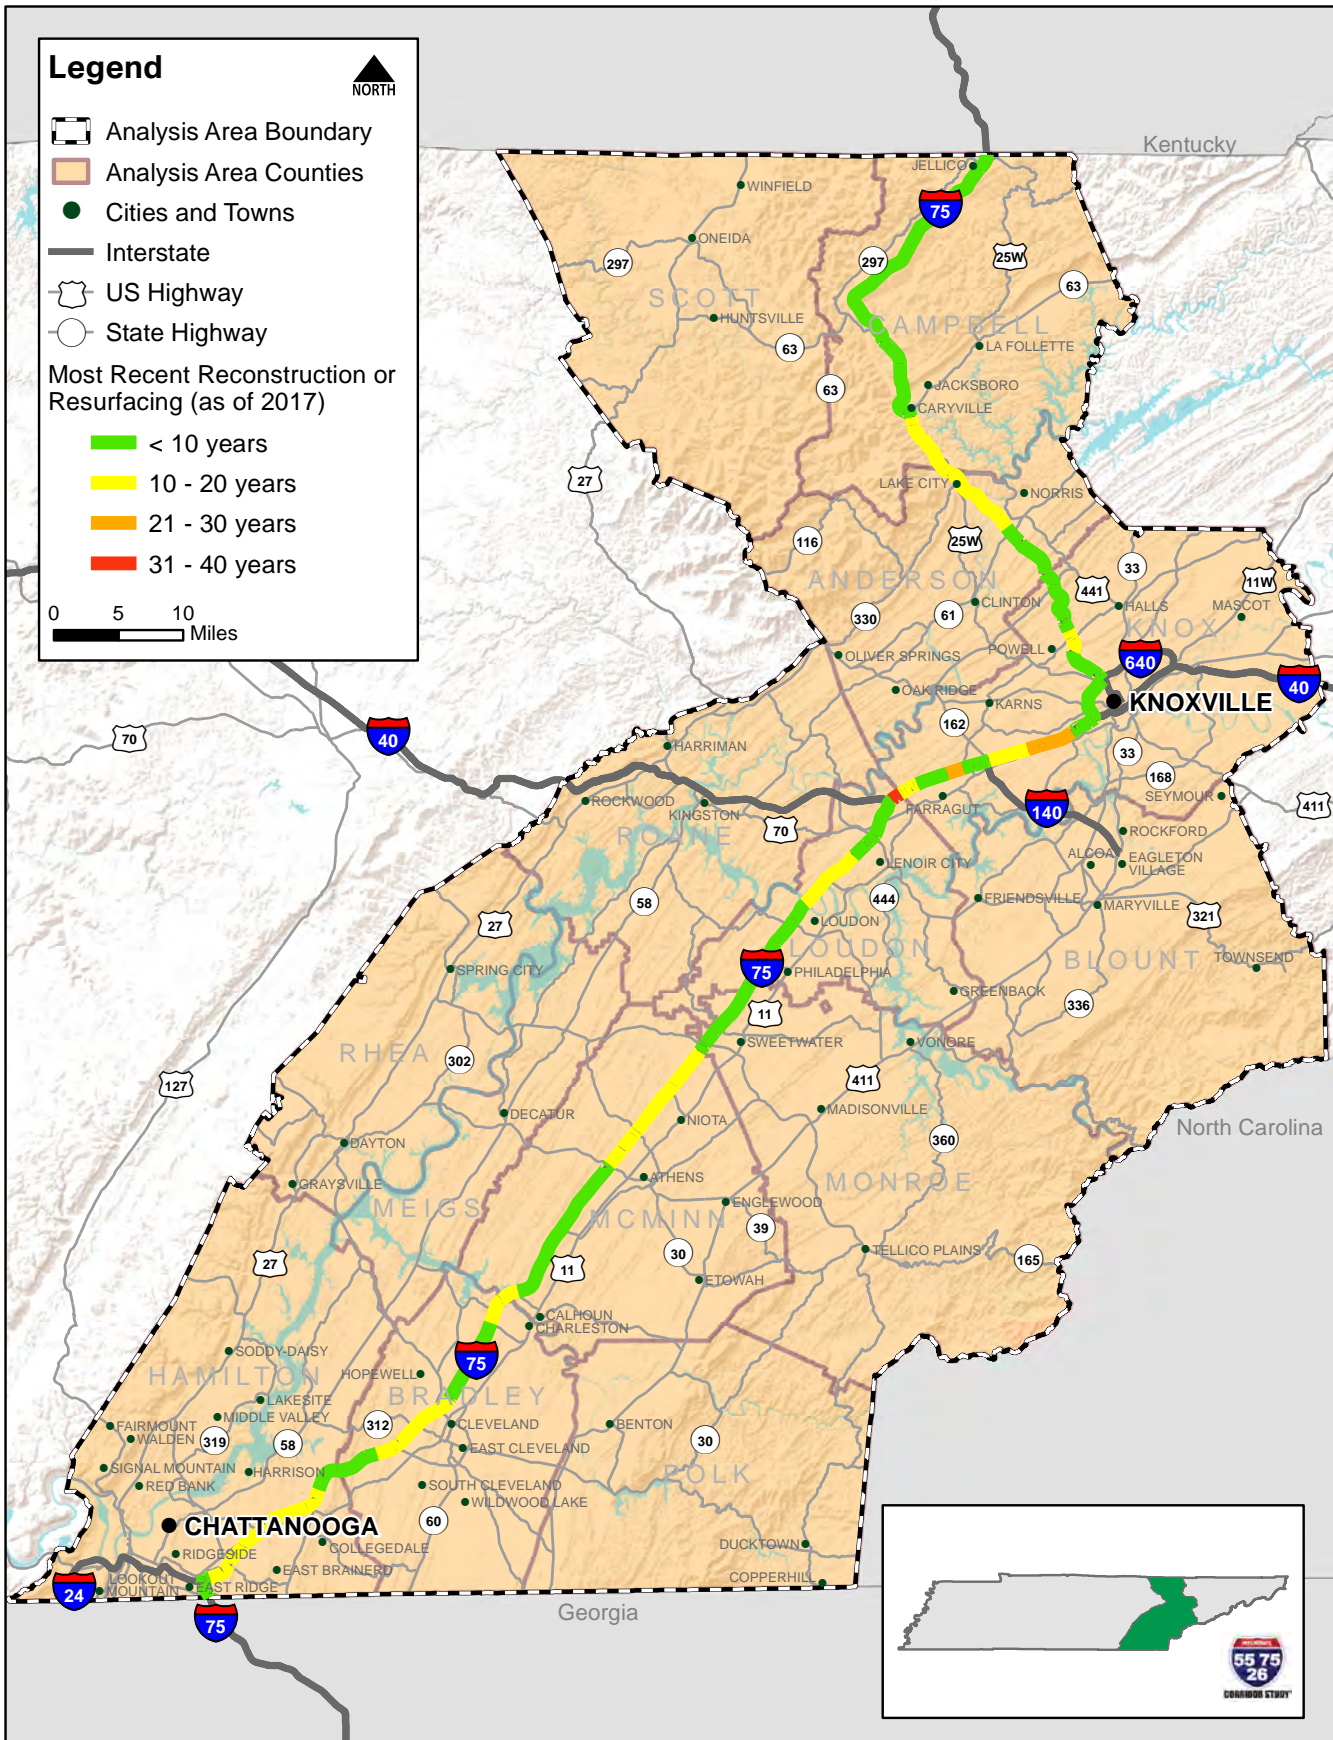 Legend
NORTH
Analysis Area Boundary
Analysis Area Counties
Cities and Towns
Interstate
US Highway
State Highway
Most Recent Reconstruction or
Resurfacing (as of 2017)
< 10 years
10 - 20 years
21 - 30 years
31 - 40 years
0 5 10
Miles
Kentucky
JELLICO
WINFIELD
75
ONEIDA
297
297
25W
63
SCOTT
HUNTSVILLE
CAMPBELL
63
LA FOLLETTE
63
JACKSBORO
CARYVILLE
27
LAKE CITY
NORRIS
116
25W
33
11W
ANDERSON
441
CLINTON
HALLS
MASCOT
330
61
KNOX
POWELL
OLIVER SPRINGS
640
40
OAK RIDGE
KARNS
KNOXVILLE
70
40
162
HARRIMAN
33
168
SEYMOUR
411
ROCKWOOD
KINGSTON
FARRAGUT
140
ROANE
70
ROCKFORD
LENOIR CITY
ALCOA
EAGLETON
VILLAGE
58
444
FRIENDSVILLE
MARYVILLE
27
LOUDON
321
LOUDON
BLOUNT
SPRING CITY
75
PHILADELPHIA
TOWNSEND
GREENBACK
336
11
SWEETWATER
VONORE
RHEA
302
411
127
DECATUR
NIOTA
MADISONVILLE
360
North Carolina
DAYTON
GRAYSVILLE
ATHENS
MONROE
MEIGS
ENGLEWOOD
MCMINN
39
30
27
11
TELLICO PLAINS
165
ETOWAH
CALHOUN
CHARLESTON
SODDY-DAISY
75
HAMILTON
HOPEWELL
BRADLEY
LAKESITE
MIDDLE VALLEY
FAIRMOUNT
WALDEN
312
CLEVELAND
BENTON
319
58
30
EAST CLEVELAND
SIGNAL MOUNTAIN
HARRISON
POLK
RED BANK
SOUTH CLEVELAND
WILDWOOD LAKE
CHATTANOOGA
60
COLLEGEDALE
DUCKTOWN
RIDGESIDE
EAST BRAINERD
LOOKOUT
MOUNTAIN
EAST RIDGE
COPPERHILL
24
75
Georgia
55 75
26
CORRIDOR STUDY